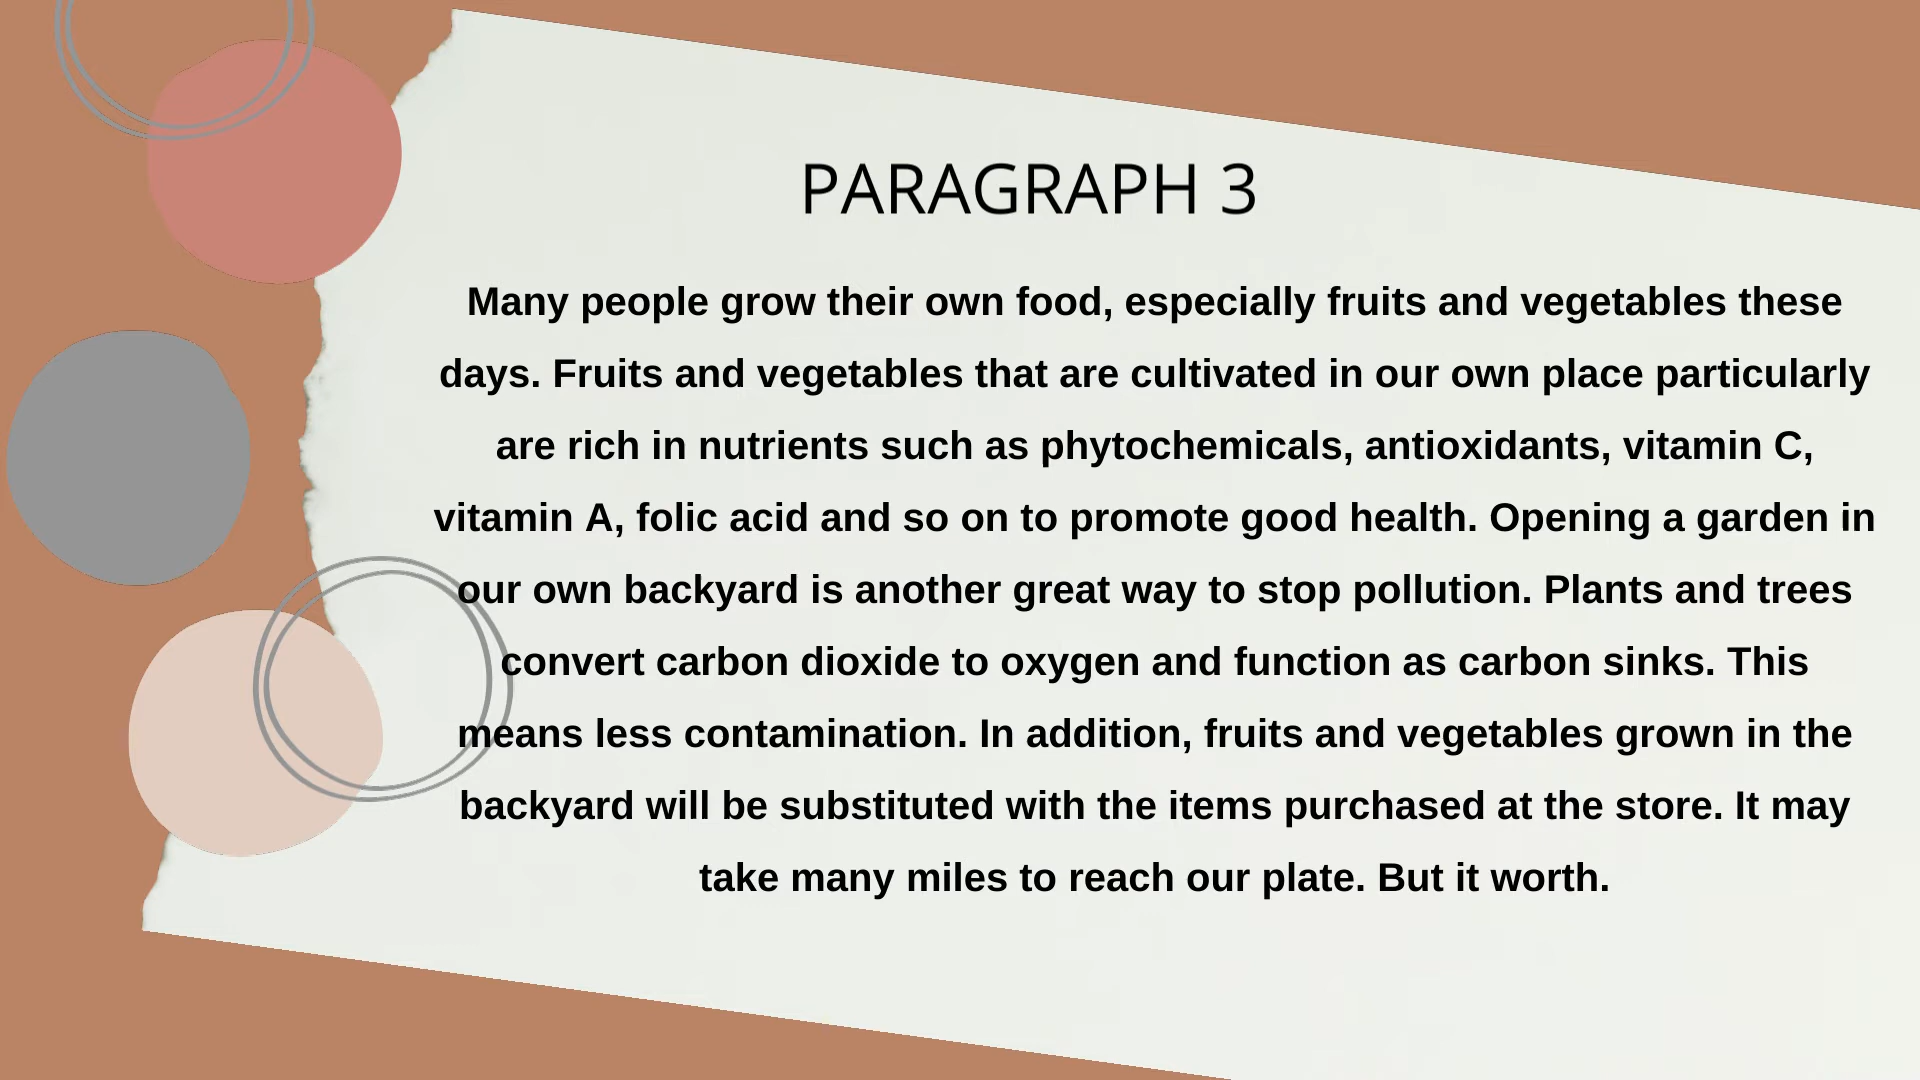 PARAGRAPH 3
Many people grow their own food, especially fruits and vegetables these
days. Fruits and vegetables that are cultivated in our own place particularly
are rich in nutrients such as phytochemicals, antioxidants, vitamin C,
vitamin A, folic acid and so on to promote good health. Opening a garden in
our own backyard is another great way to stop pollution. Plants and trees
convert carbon dioxide to oxygen and function as carbon sinks. This
means less contamination. In addition, fruits and vegetables grown in the
backyard will be substituted with the items purchased at the store. It may
take many miles to reach our plate. But it worth.